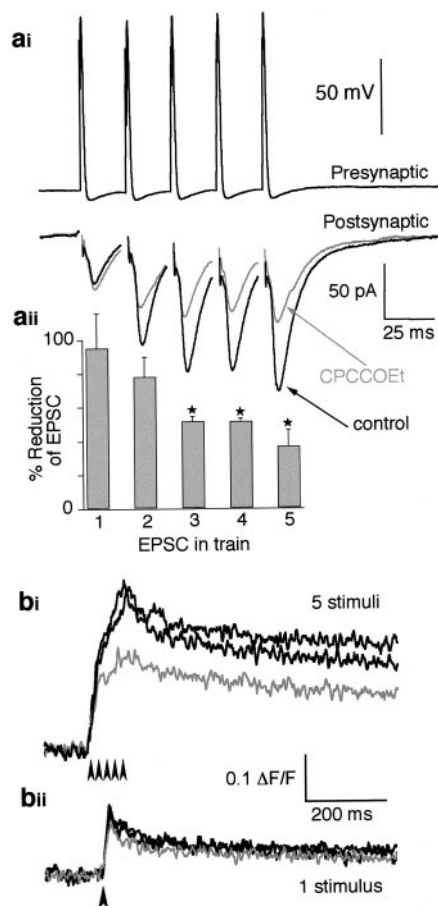 ai
50 mV
Presynaptic
Postsynaptic
50 pA
25 ms
aii
CPCCOEt
control
100
0
% Reduction
of EPSC
1 2 3 4 5
EPSC in train
bi
5 stimuli
0.1 ΔF/F
200 ms
bii
1 stimulus